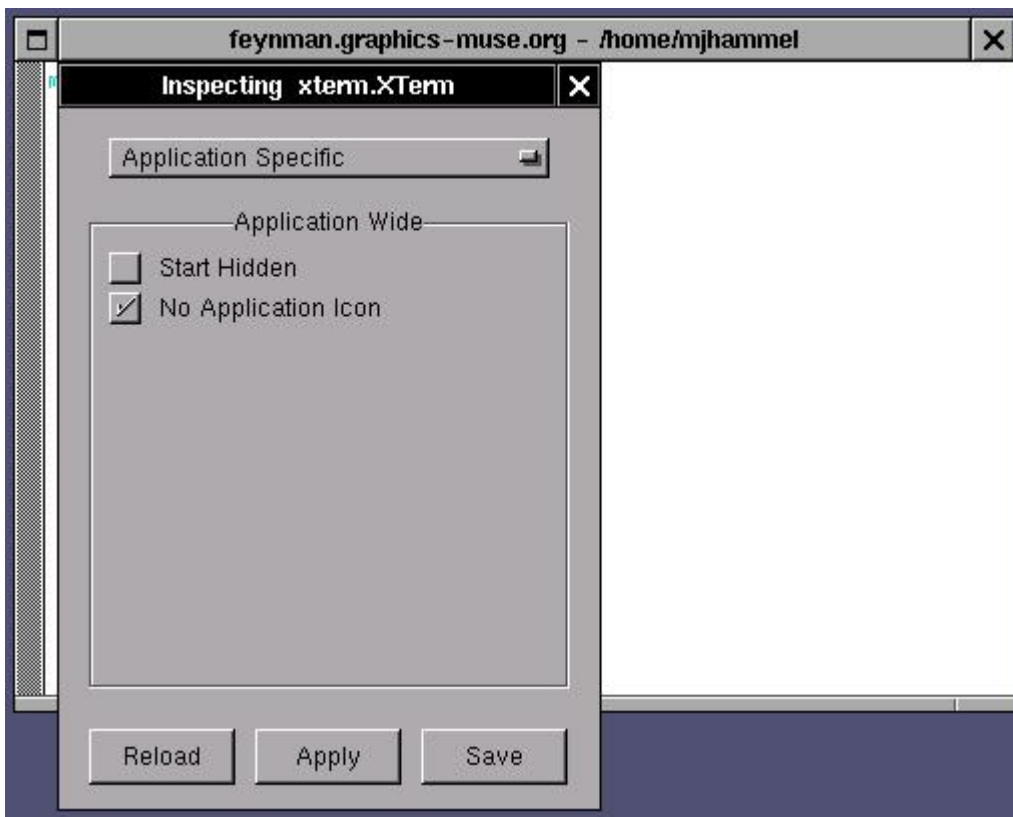 feynman.graphics-muse.org - /home/mjhammel
Inspecting xterm.XTerm
Application Specific
Application Wide
Start Hidden
No Application Icon
Reload
Apply
Save